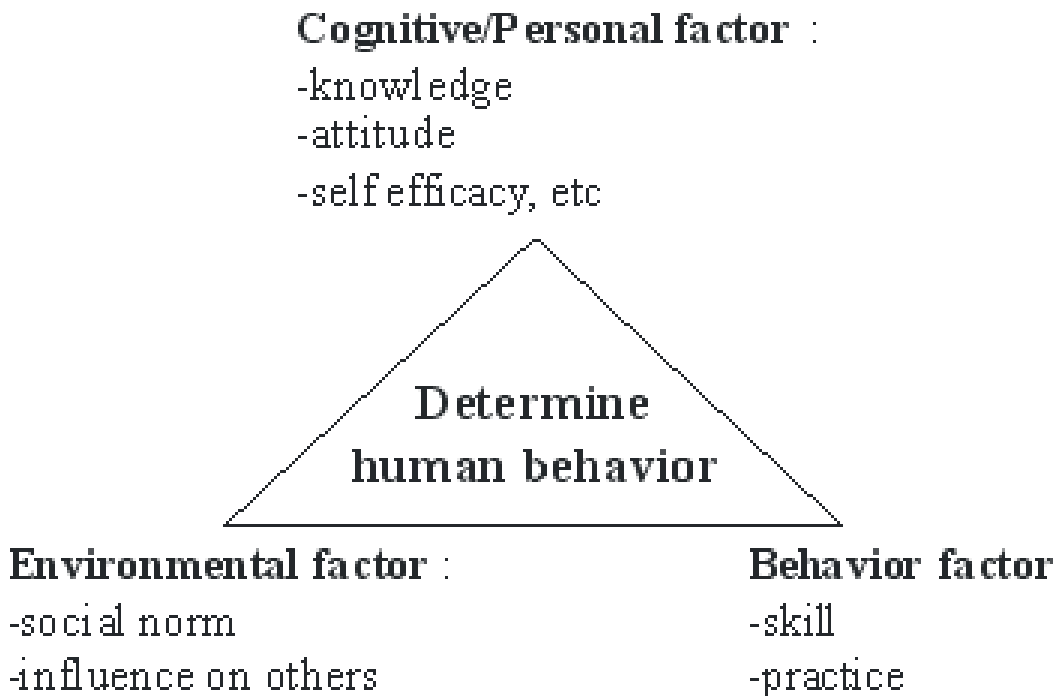 Cognitive/Personal factor :
-knowledge
-attitude
-self efficacy, etc
Determine
human behavior
Environmental factor :
-social norm
-influence on others
Behavior factor
-skill
-practice